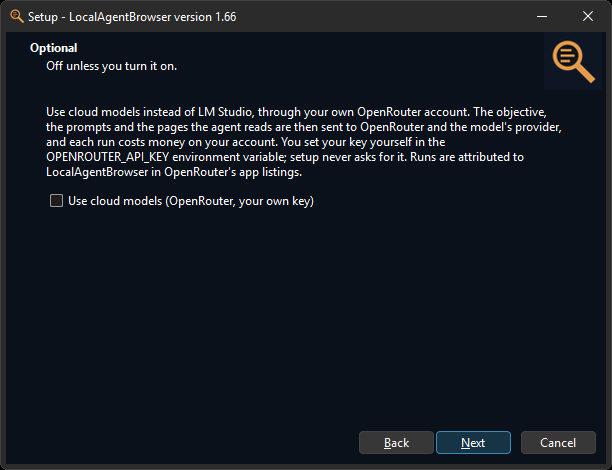 Setup - LocalAgentBrowser version 1.66
Optional
Off unless you turn it on.
Use cloud models instead of LM Studio, through your own OpenRouter account. The objective,
the prompts and the pages the agent reads are then sent to OpenRouter and the model's provider,
and each run costs money on your account. You set your key yourself in the
OPENROUTER_API_KEY environment variable; setup never asks for it. Runs are attributed to
LocalAgentBrowser in OpenRouter's app listings.
Use cloud models (OpenRouter, your own key)
Back
Next
Cancel